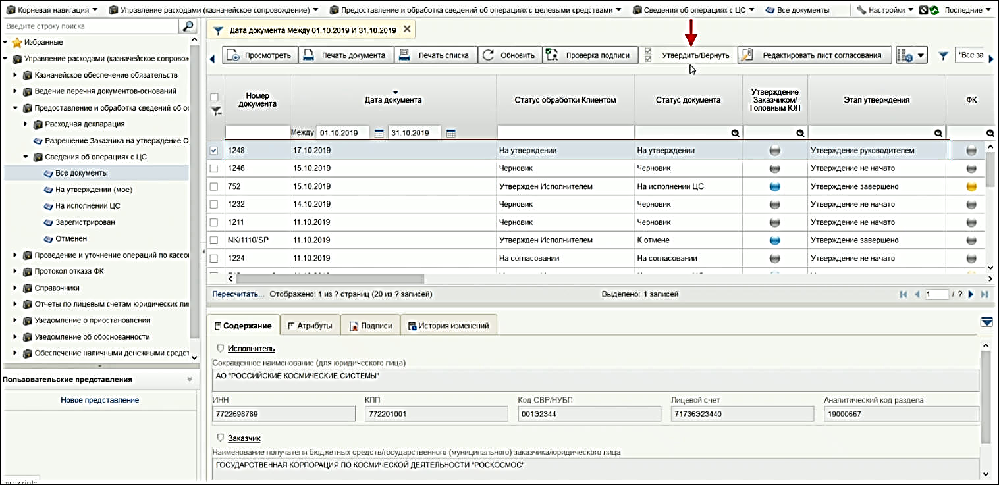 Корневая навигация Управление расходами (казначейское сопровождение) Предоставление и обработка сведений об операциях с целевыми средствами Сведения об операциях с ЦС Все документы Настройки Последние
Введите строку поиска
Избранные
Управление расходами (казначейское сопровож
Казначейское обеспечение обязательств
Ведение перечня документов-оснований
Предоставление и обработка сведений об оп
Расходная декларация
Разрешение Заказчика на утверждение С
Сведения об операциях с ЦС
Все документы
На утверждении (мое)
На исполнении ЦС
Зарегистрирован
Отменен
Проведение и уточнение операций по кассо
Протокол отказа ФК
Справочники
Отчеты по лицевым счетам юридических ли
Уведомление о приостановлении
Уведомление об обоснованности
Обеспечение наличными денежными средст
Пользовательские представления
Новое представление
Дата документа Между 01.10.2019 И 31.10.2019
Просмотреть Печать документа Печать списка Обновить Проверка подписи Утвердить/Вернуть Редактировать лист согласования "Все за
Номер документа Дата документа Статус обработки Клиентом Статус документа Утверждение Заказчиком/ Головным ЮЛ Этап утверждения ФК
Между 01.10.2019 31.10.2019
1248 17.10.2019 На утверждении На утверждении Утверждение руководителем
1246 15.10.2019 Черновик Черновик Утверждение не начато
752 15.10.2019 Утвержден Исполнителем На исполнении ЦС Утверждение завершено
1232 14.10.2019 Черновик Черновик Утверждение не начато
1211 11.10.2019 Черновик Черновик Утверждение не начато
NK/1110/SP 11.10.2019 Утвержден Исполнителем К отмене Утверждение завершено
1224 11.10.2019 На согласовании На согласовании Утверждение не начато
Пересчитать... Отображено: 1 из ? страниц (20 из ? записей) Выделено: 1 записей 1 / ?
Содержание Атрибуты Подписи История изменений
Исполнитель
Сокращенное наименование (для юридического лица)
АО "РОССИЙСКИЕ КОСМИЧЕСКИЕ СИСТЕМЫ"
ИНН КПП Код СВР/НУБП Лицевой счет Аналитический код раздела
7722698789 772201001 001Э2344 71736Э23440 19000667
Заказчик
Наименование получателя бюджетных средств/государственного (муниципального) заказчика/юридического лица
ГОСУДАРСТВЕННАЯ КОРПОРАЦИЯ ПО КОСМИЧЕСКОЙ ДЕЯТЕЛЬНОСТИ "РОСКОСМОС"